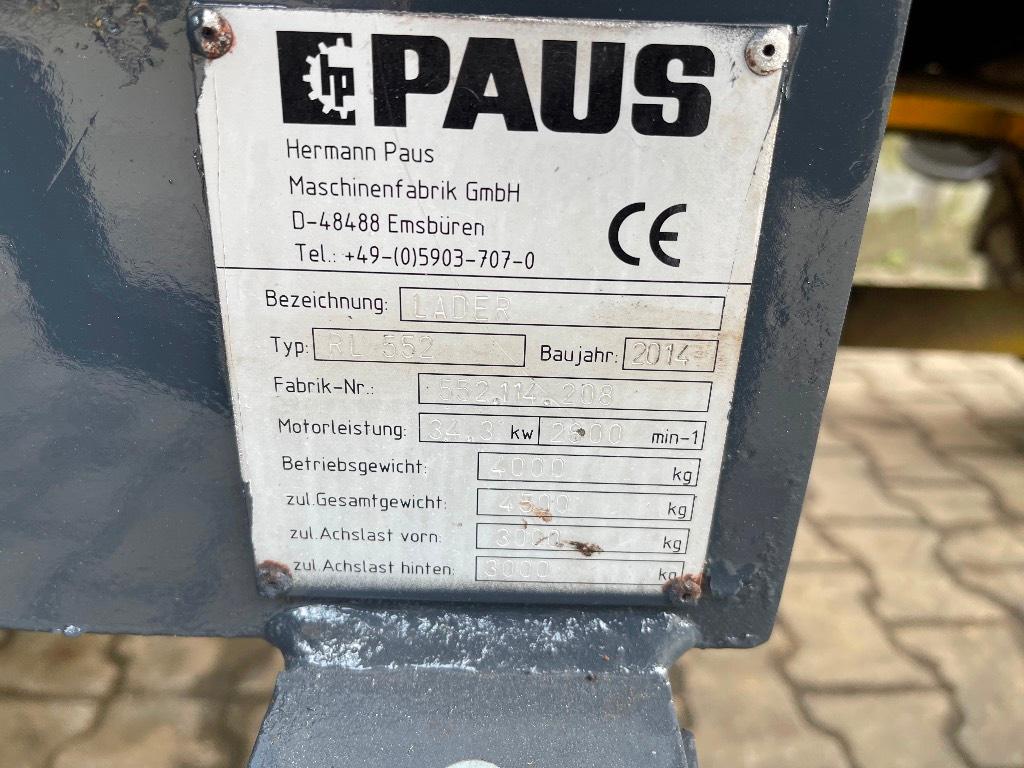 hp PAUS
Hermann Paus
Maschinenfabrik GmbH
D-48488 Emsbüren
Tel.: +49-(0)5903-707-0
CE
Bezeichnung: LADER
Typ: RL 552 Baujahr: 2014
Fabrik-Nr.: 552.114.208
Motorleistung: 34,3 kw 2800 min-1
Betriebsgewicht: 4000 kg
zul.Gesamtgewicht: 4500 kg
zul.Achslast vorn: 3000 kg
zul.Achslast hinten: 3000 kg